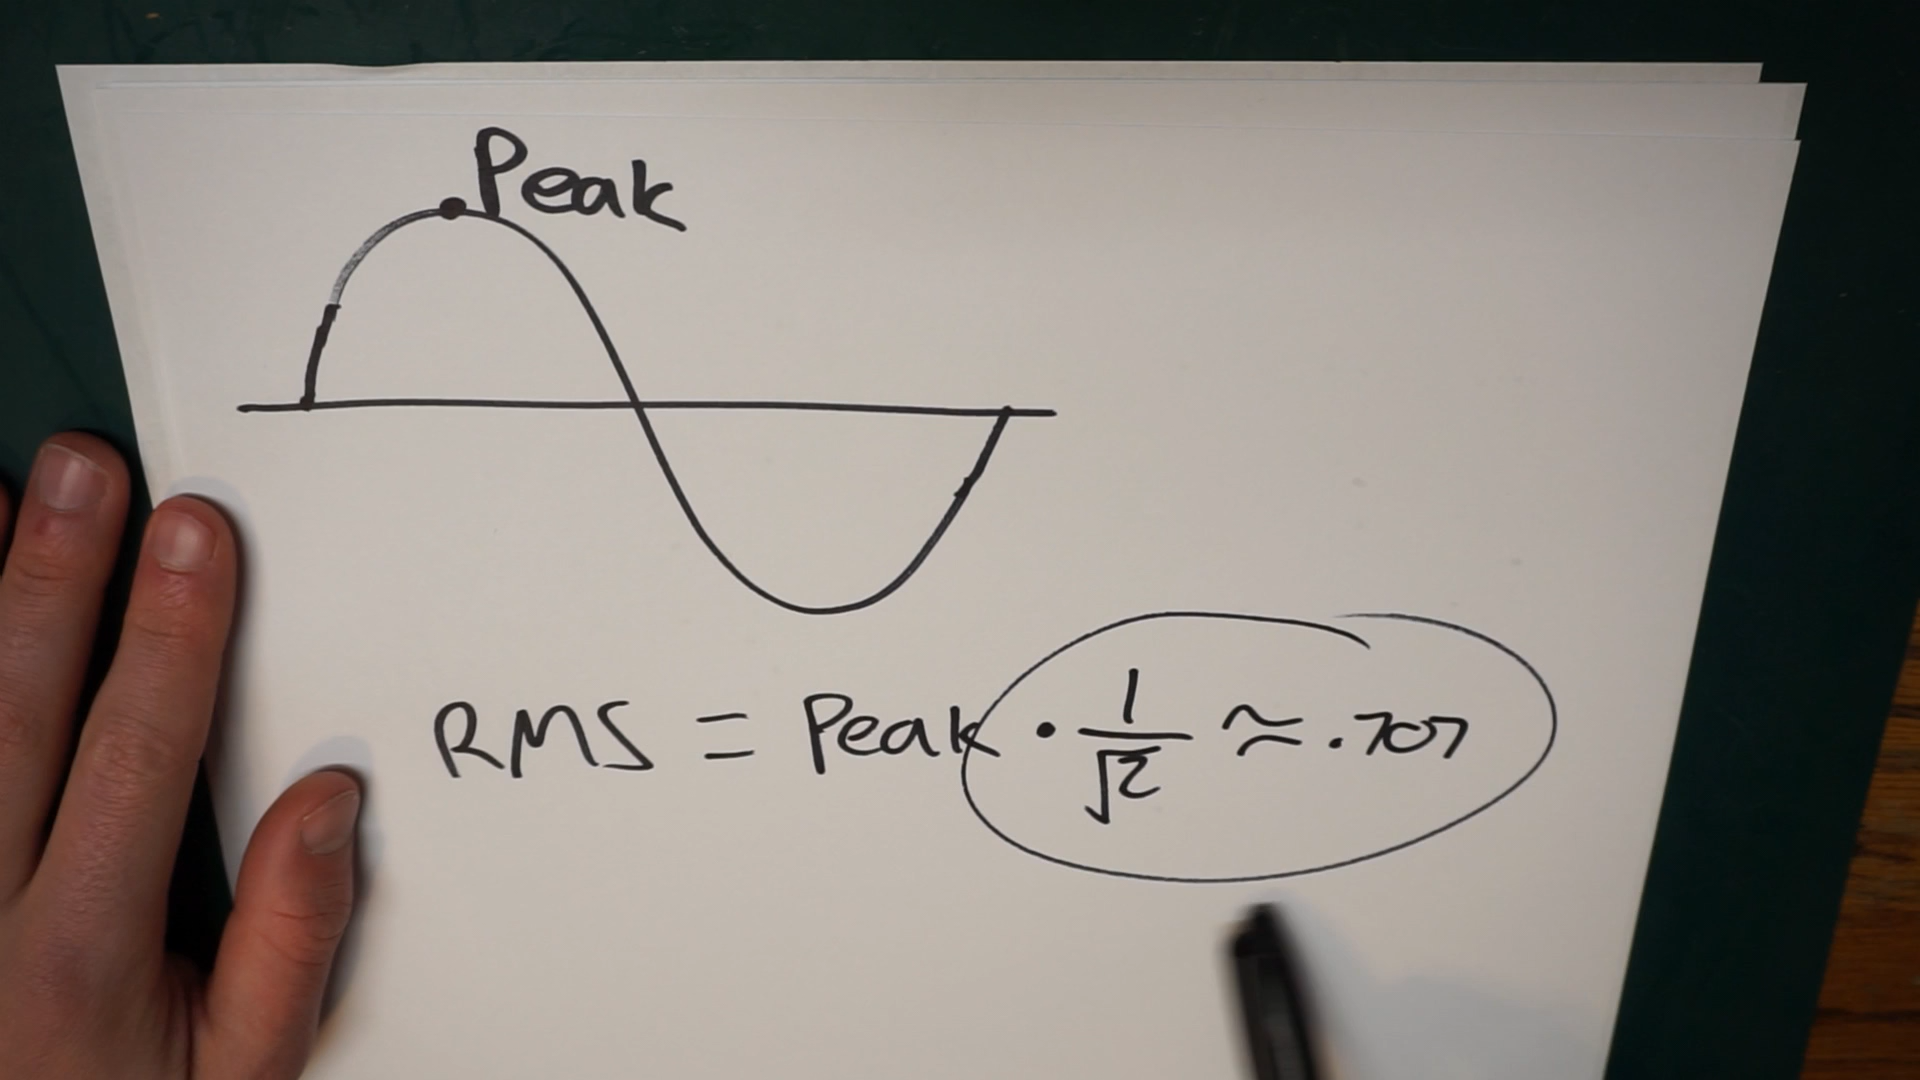 Peak
RMS = Peak · 1/√2 ≈ .707